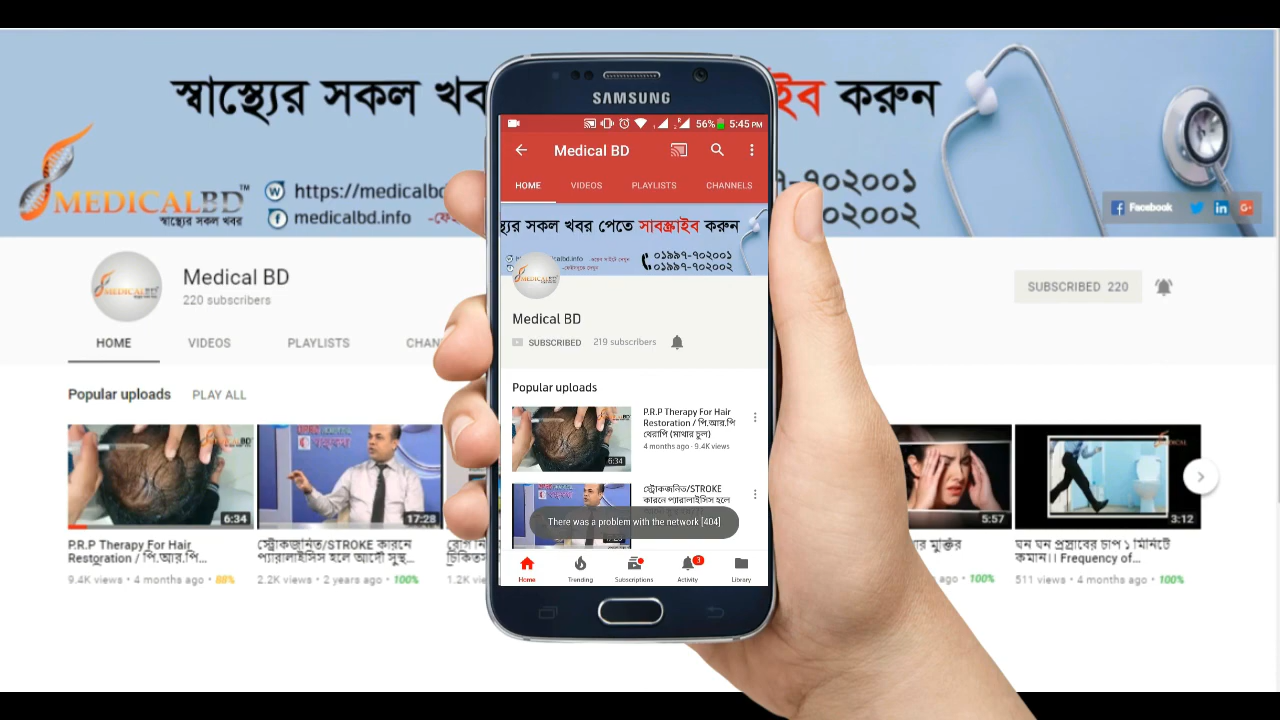 স্বাস্থ্যের সকল খব
ইব করুন
MEDICALBD™
স্বাস্থ্যের সকল খবর
https://medicalbd
medicalbd.info
৭-৭০২০০১
০২০০২
Facebook
Medical BD
220 subscribers
SUBSCRIBED 220
HOME VIDEOS PLAYLISTS CHAN
Popular uploads PLAY ALL
6:34
17:28
5:57
3:12
P.R.P Therapy For Hair
Restoration / পি.আর.পি...
9.4K views • 4 months ago • 88%
স্ট্রোকজনিত/STROKE কারনে
প্যারালাইসিস হলে আদৌ সুস্থ...
2.2K views • 2 years ago • 100%
1.2K vie
মুক্তির
ago • 100%
ঘন ঘন প্রস্রাবের চাপ ১ মিনিটে
কমান।। Frequency of...
511 views • 4 months ago • 100%
SAMSUNG
56% 5:45 PM
Medical BD
HOME VIDEOS PLAYLISTS CHANNELS
সকল খবর পেতে সাবস্ক্রাইব করুন
০১৯৯৭-৭০২০০১
০১৯৯৭-৭০২০০২
Medical BD
SUBSCRIBED 219 subscribers
Popular uploads
6:34
P.R.P Therapy For Hair
Restoration / পি.আর.পি
থেরাপি (মাথার চুল)
4 months ago · 9.4K views
স্ট্রোকজনিত/STROKE
কারনে প্যারালাইসিস হলে
There was a problem with the network [404]
3
Home Trending Subscriptions Activity Library